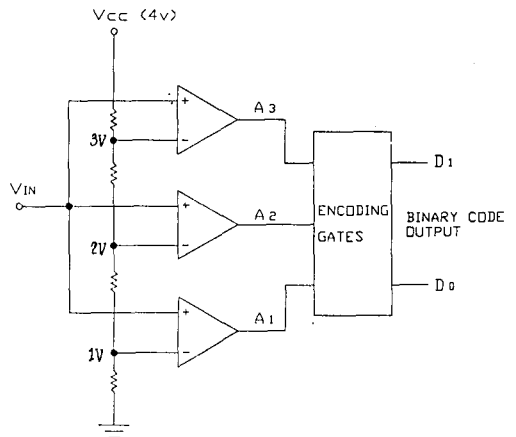 Vcc (4v)
+
A3
3V
-
D1
VIN
+
A2
ENCODING
GATES
BINARY CODE
OUTPUT
2V
-
D0
+
A1
1V
-